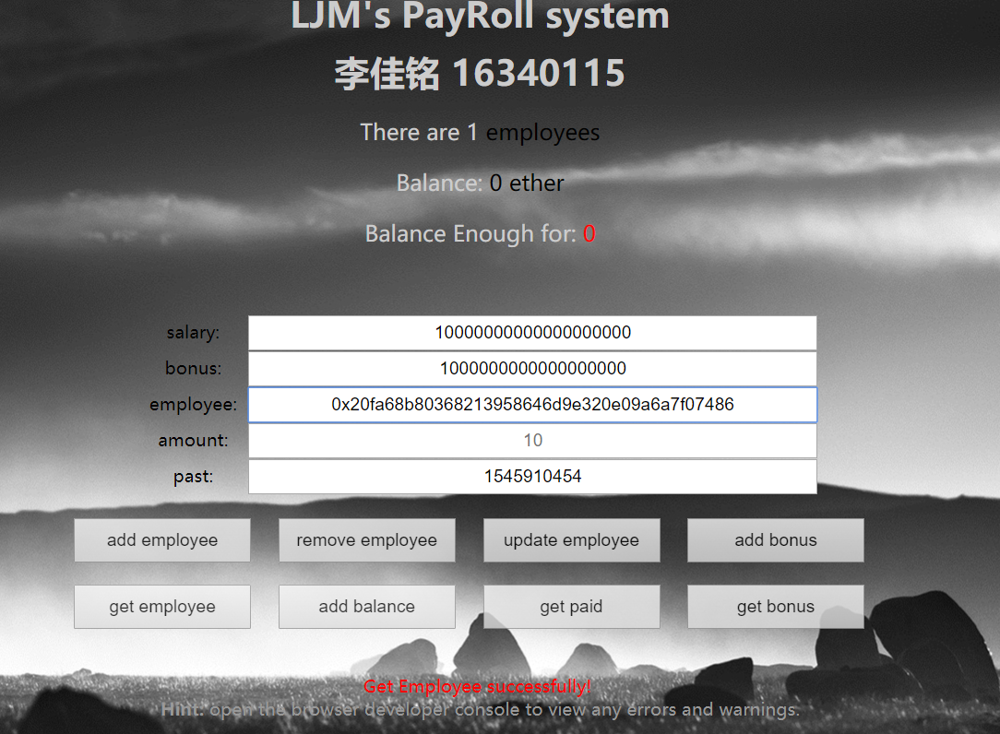 LJM's PayRoll system
李佳铭 16340115
There are 1 employees
Balance: 0 ether
Balance Enough for: 0
salary: 10000000000000000000
bonus: 1000000000000000000
employee: 0x20fa68b80368213958646d9e320e09a6a7f07486
amount: 10
past: 1545910454
add employee remove employee update employee add bonus
get employee add balance get paid get bonus
Get Employee successfully!
Hint: open the browser developer console to view any errors and warnings.